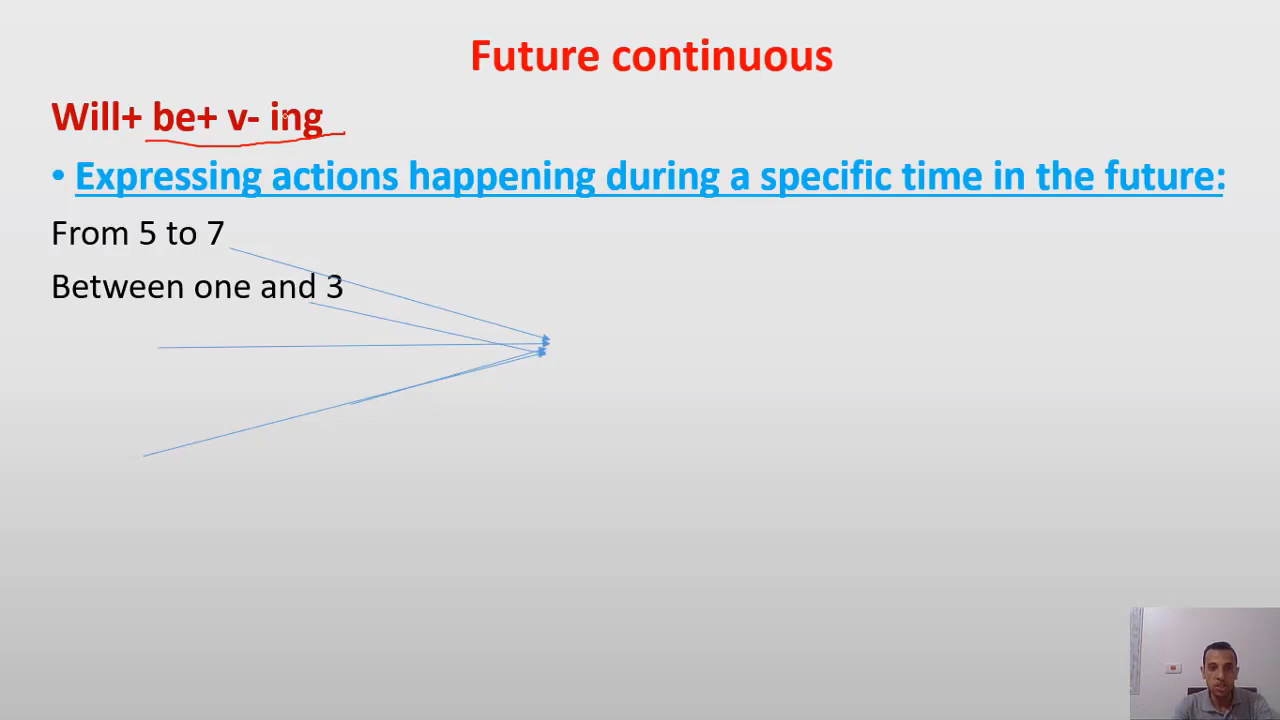 Future continuous
Will+ be+ v- ing
• Expressing actions happening during a specific time in the future:
From 5 to 7
Between one and 3